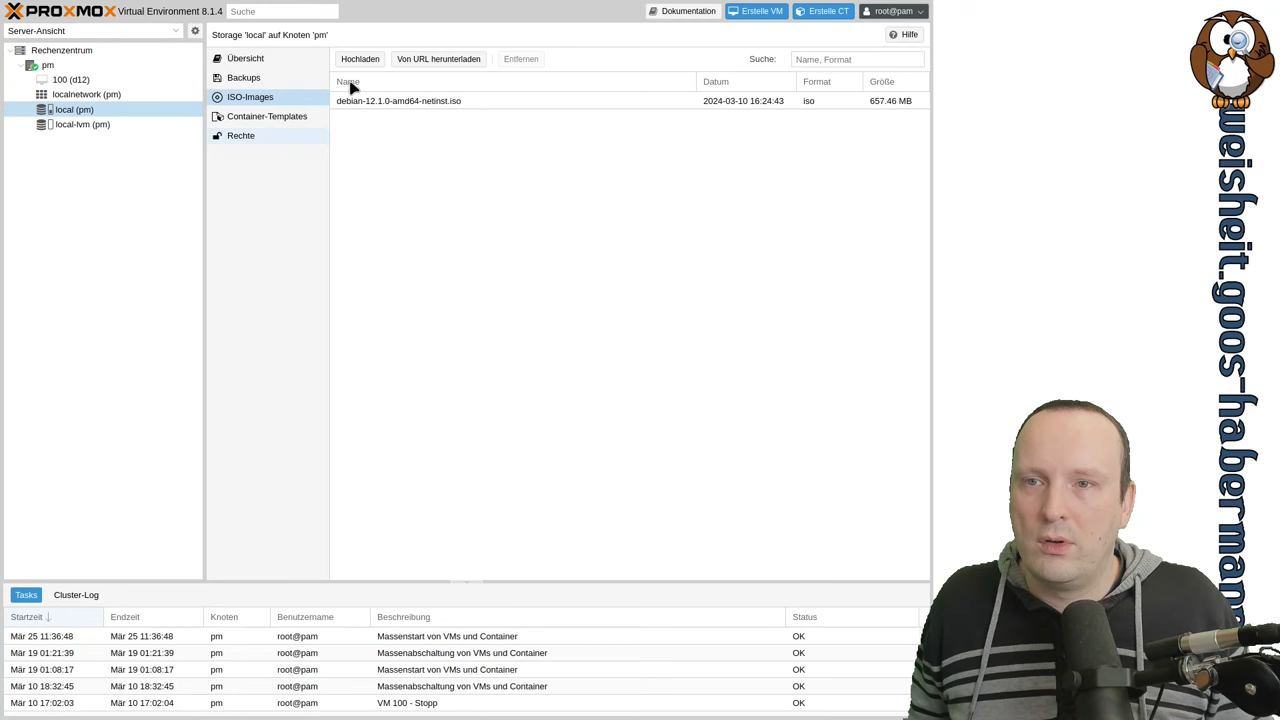 PROXMOX Virtual Environment 8.1.4 Suche Dokumentation Erstelle VM Erstelle CT root@pam
Server-Ansicht
Storage 'local' auf Knoten 'pm' Hilfe
Rechenzentrum
pm
100 (d12)
localnetwork (pm)
local (pm)
local-lvm (pm)
Übersicht
Backups
ISO-Images
Container-Templates
Rechte
Hochladen Von URL herunterladen Entfernen Suche: Name, Format
Name Datum Format Größe
debian-12.1.0-amd64-netinst.iso 2024-03-10 16:24:43 iso 657.46 MB
Tasks Cluster-Log
Startzeit Endzeit Knoten Benutzername Beschreibung Status
Mär 25 11:36:48 Mär 25 11:36:48 pm root@pam Massenstart von VMs und Container OK
Mär 19 01:21:39 Mär 19 01:21:39 pm root@pam Massenabschaltung von VMs und Container OK
Mär 19 01:08:17 Mär 19 01:08:17 pm root@pam Massenstart von VMs und Container OK
Mär 10 18:32:45 Mär 10 18:32:45 pm root@pam Massenabschaltung von VMs und Container OK
Mär 10 17:02:03 Mär 10 17:02:04 pm root@pam VM 100 - Stopp OK
weisheit.goos-habermann